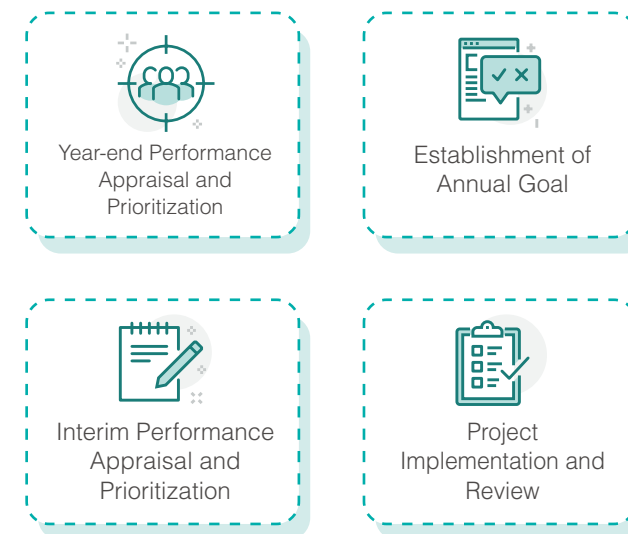 Year-end Performance
Appraisal and
Prioritization
Establishment of
Annual Goal
Interim Performance
Appraisal and
Prioritization
Project
Implementation and
Review